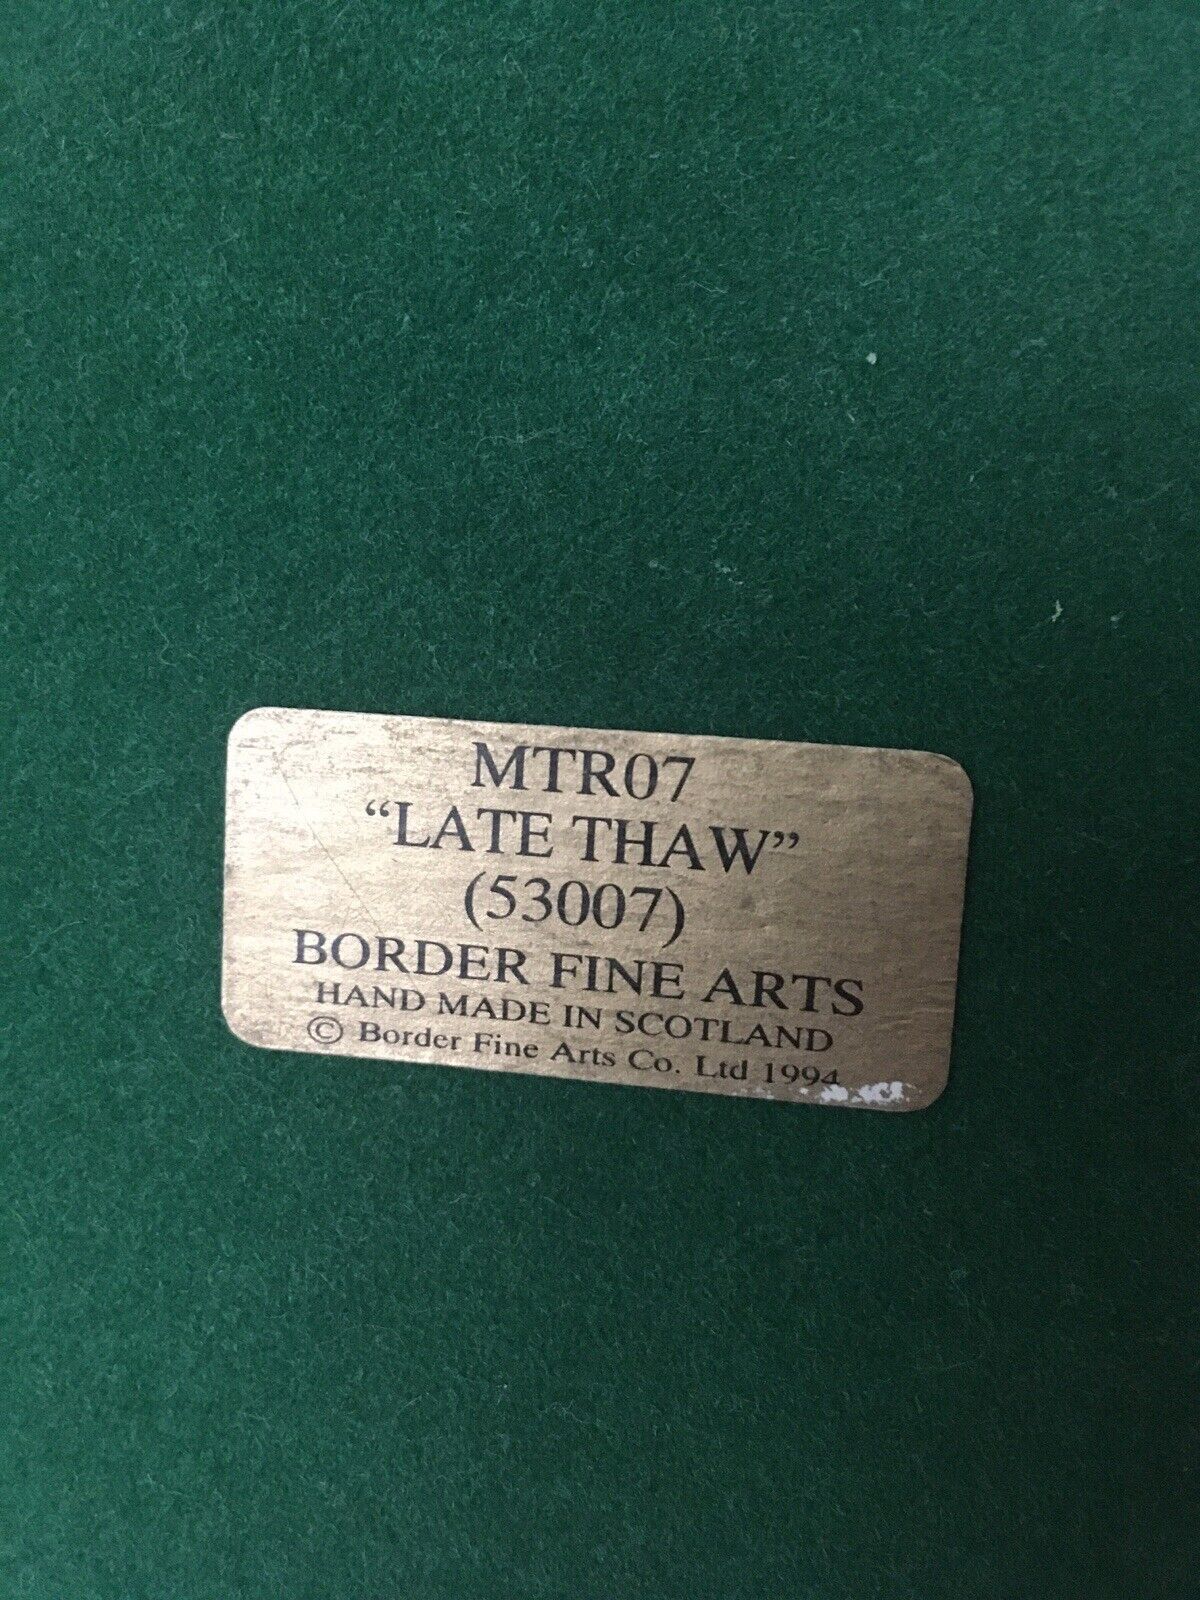 MTR07
“LATE THAW”
(53007)
BORDER FINE ARTS
HAND MADE IN SCOTLAND
© Border Fine Arts Co. Ltd 1994